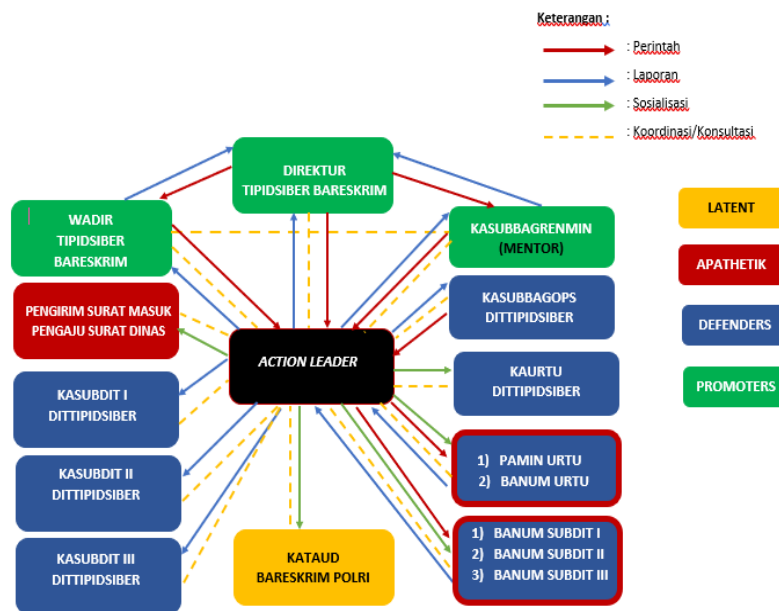 Keterangan :
: Perintah
: Laporan
: Sosialisasi
: Koordinasi/Konsultasi
DIREKTUR
TIPIDSIBER BARESKRIM
WADIR
TIPIDSIBER
BARESKRIM
KASUBBAGRENMIN
(MENTOR)
LATENT
APATHETIK
DEFENDERS
PROMOTERS
PENGIRIM SURAT MASUK
PENGAJU SURAT DINAS
KASUBBAGOPS
DITTIPIDSIBER
ACTION LEADER
KAURTU
DITTIPIDSIBER
KASUBDIT I
DITTIPIDSIBER
1) PAMIN URTU
2) BANUM URTU
KASUBDIT II
DITTIPIDSIBER
1) BANUM SUBDIT I
2) BANUM SUBDIT II
3) BANUM SUBDIT III
KASUBDIT III
DITTIPIDSIBER
KATAUD
BARESKRIM POLRI